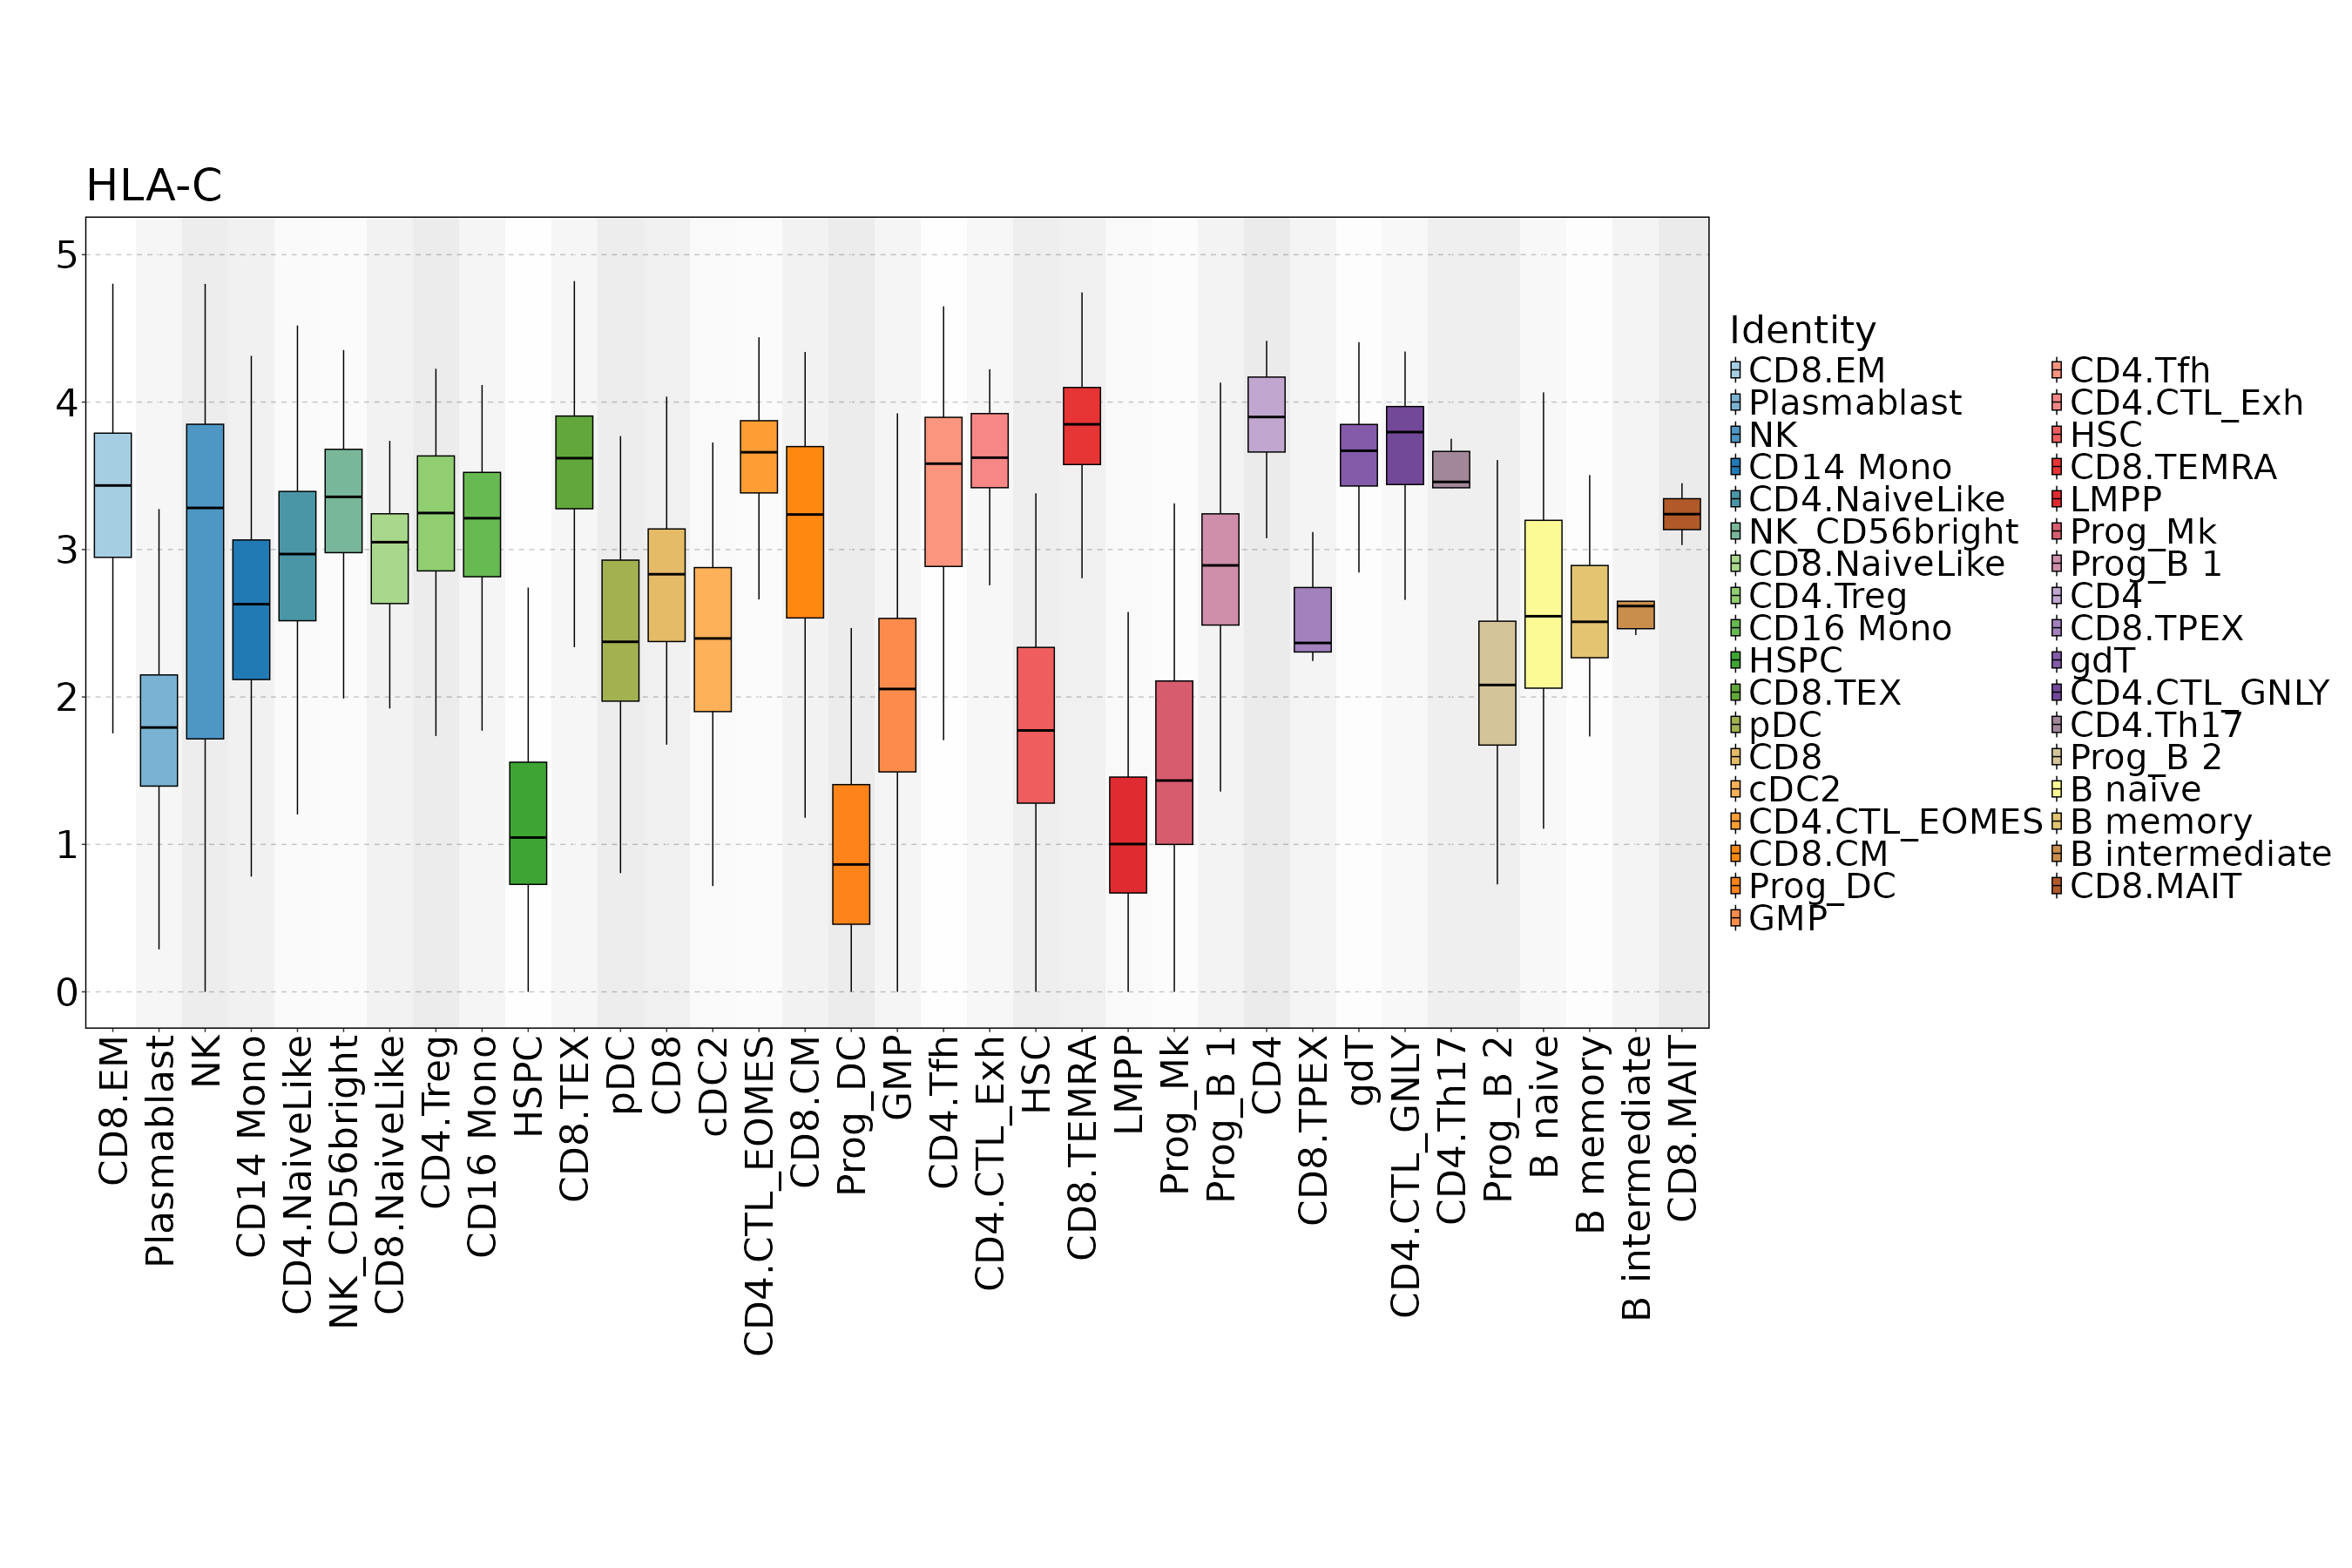 HLA-C
5
4
3
2
1
0
CD8.EM
Plasmablast
NK
CD14 Mono
CD4.NaiveLike
NK_CD56bright
CD8.NaiveLike
CD4.Treg
CD16 Mono
HSPC
CD8.TEX
pDC
CD8
cDC2
CD4.CTL_EOMES
CD8.CM
Prog_DC
GMP
CD4.Tfh
CD4.CTL_Exh
HSC
CD8.TEMRA
LMPP
Prog_Mk
Prog_B 1
CD4
CD8.TPEX
gdT
CD4.CTL_GNLY
CD4.Th17
Prog_B 2
B naive
B memory
B intermediate
CD8.MAIT
Identity
CD8.EM
Plasmablast
NK
CD14 Mono
CD4.NaiveLike
NK_CD56bright
CD8.NaiveLike
CD4.Treg
CD16 Mono
HSPC
CD8.TEX
pDC
CD8
cDC2
CD4.CTL_EOMES
CD8.CM
Prog_DC
GMP
CD4.Tfh
CD4.CTL_Exh
HSC
CD8.TEMRA
LMPP
Prog_Mk
Prog_B 1
CD4
CD8.TPEX
gdT
CD4.CTL_GNLY
CD4.Th17
Prog_B 2
B naive
B memory
B intermediate
CD8.MAIT